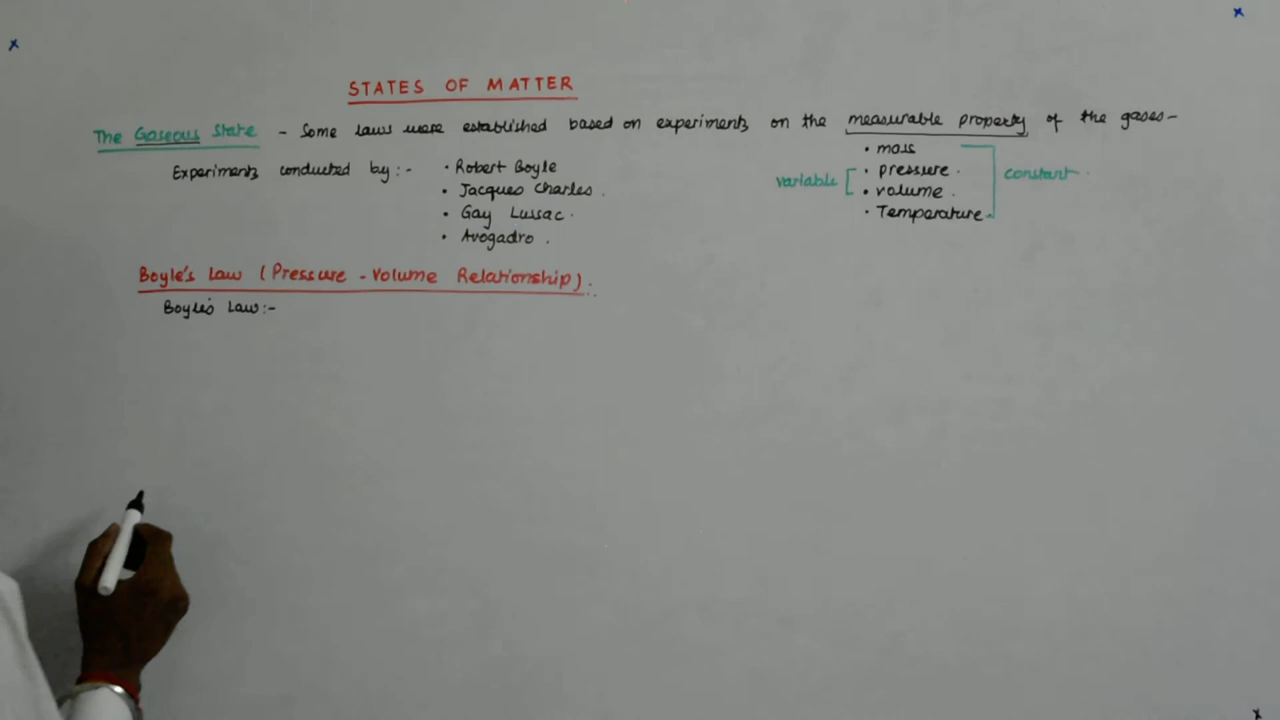 STATES OF MATTER
The Gaseous State - Some laws were established based on experiments on the measurable property of the gases-
Experiments conducted by:-
• Robert Boyle
• Jacques Charles.
• Gay Lussac.
• Avogadro.
• mass
• pressure.
• volume.
• Temperature
variable
constant.
Boyle's Law (Pressure - Volume Relationship).
Boyle's Law:-